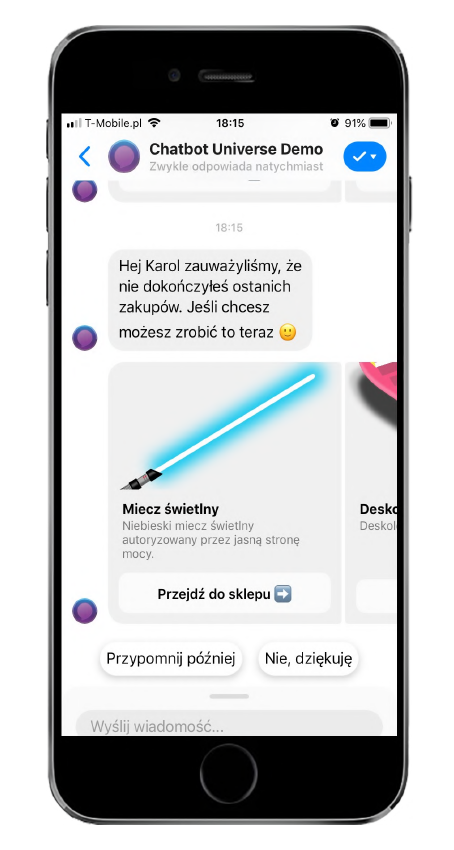 T-Mobile.pl 18:15 91%
Chatbot Universe Demo
Zwykle odpowiada natychmiast
18:15
Hej Karol zauważyliśmy, że
nie dokończyłeś ostanich
zakupów. Jeśli chcesz
możesz zrobić to teraz 🙂
Miecz świetlny
Niebieski miecz świetlny
autoryzowany przez jasną stronę
mocy.
Przejdź do sklepu ➡️
Desko
Deskol
Przypomnij później
Nie, dziękuję
Wyślij wiadomość...